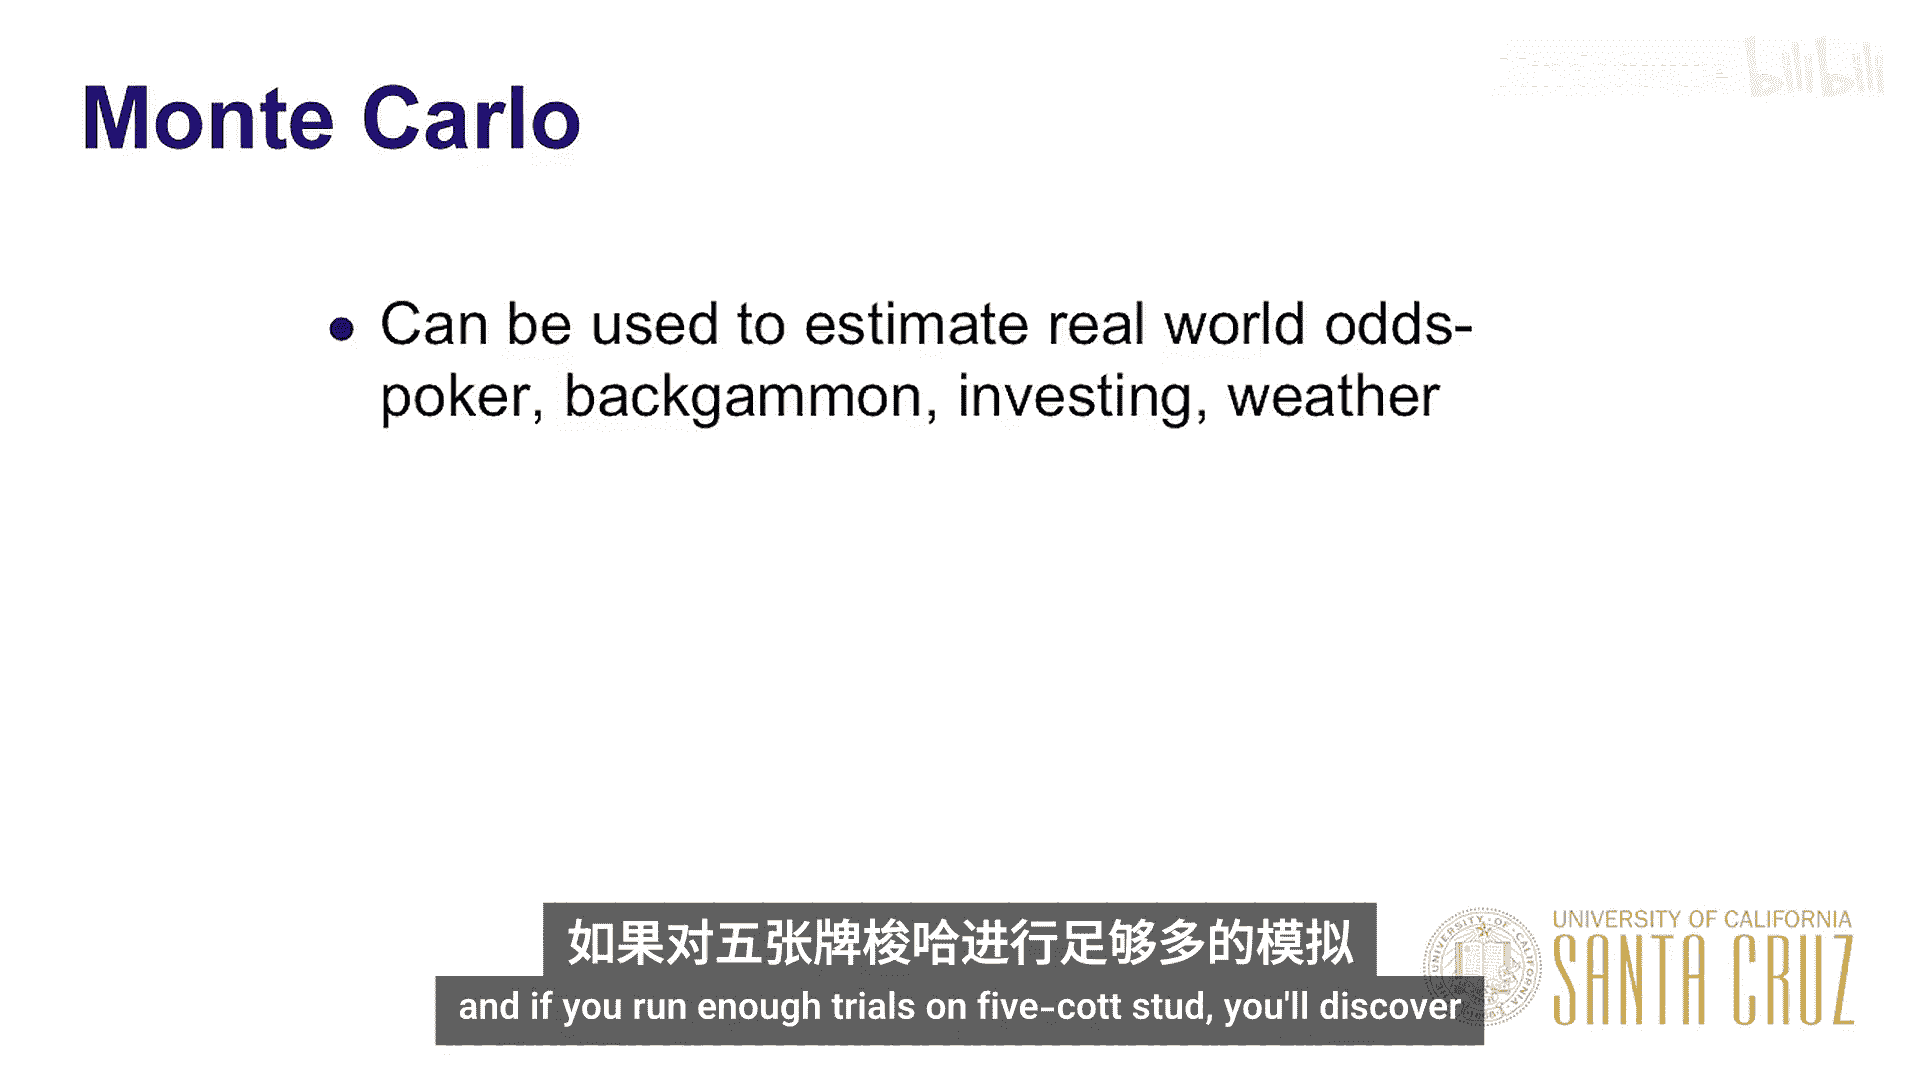 bilibili
Monte Carlo
• Can be used to estimate real world odds-
poker, backgammon, investing, weather
如果对五张牌梭哈进行足够多的模拟
and if you run enough trials on five-cott stud, you'll discover
UNIVERSITY OF CALIFORNIA
SANTA CRUZ